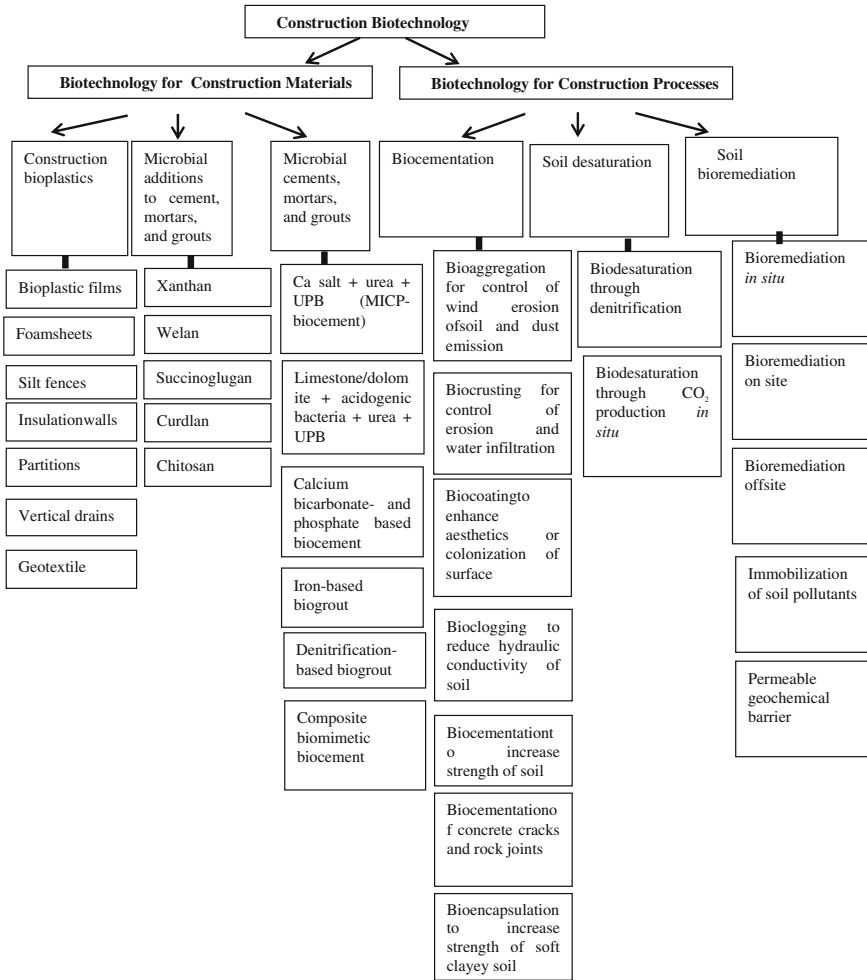 Construction Biotechnology
Biotechnology for Construction Materials
Biotechnology for Construction Processes
Construction
bioplastics
Microbial
additions
to cement,
mortars,
and grouts
Microbial
cements,
mortars,
and grouts
Biocementation
Soil desaturation
Soil
bioremediation
Bioplastic films
Foamsheets
Silt fences
Insulationwalls
Partitions
Vertical drains
Geotextile
Xanthan
Welan
Succinoglugan
Curdlan
Chitosan
Ca salt + urea +
UPB (MICP-
biocement)
Limestone/dolom
ite + acidogenic
bacteria + urea +
UPB
Calcium
bicarbonate- and
phosphate based
biocement
Iron-based
biogrout
Denitrification-
based biogrout
Composite
biomimetic
biocement
Bioaggregation
for control of
wind erosion
ofsoil and dust
emission
Biocrusting for
control of
erosion and
water infiltration
Biocoatingto
enhance
aesthetics or
colonization of
surface
Bioclogging to
reduce hydraulic
conductivity of
soil
Biocementationt
o increase
strength of soil
Biocementationo
f concrete cracks
and rock joints
Bioencapsulation
to increase
strength of soft
clayey soil
Biodesaturation
through
denitrification
Biodesaturation
through CO₂
production in
situ
Bioremediation
in situ
Bioremediation
on site
Bioremediation
offsite
Immobilization
of soil pollutants
Permeable
geochemical
barrier